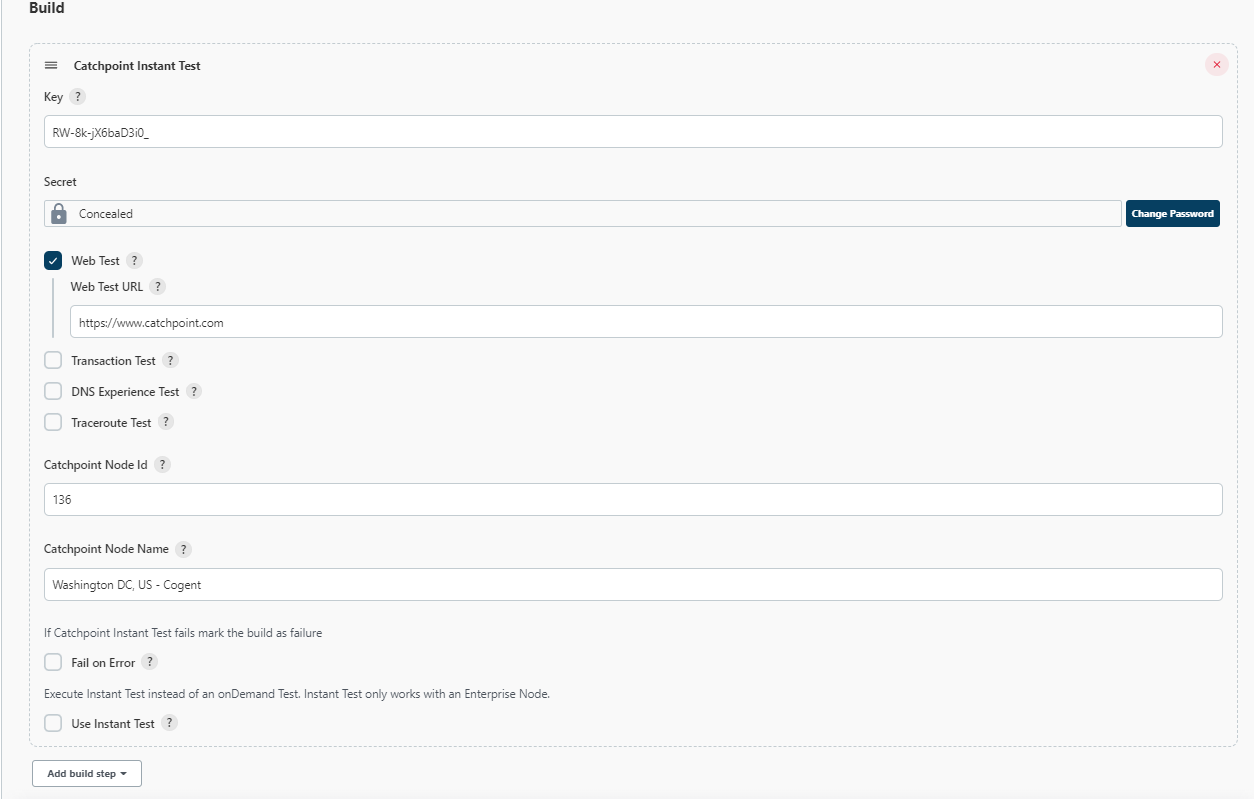 Build
Catchpoint Instant Test
Key ?
RW-8k-jX6baD3i0_
Secret
Concealed Change Password
Web Test ?
Web Test URL ?
https://www.catchpoint.com
Transaction Test ?
DNS Experience Test ?
Traceroute Test ?
Catchpoint Node Id ?
136
Catchpoint Node Name ?
Washington DC, US - Cogent
If Catchpoint Instant Test fails mark the build as failure
Fail on Error ?
Execute Instant Test instead of an onDemand Test. Instant Test only works with an Enterprise Node.
Use Instant Test ?
Add build step